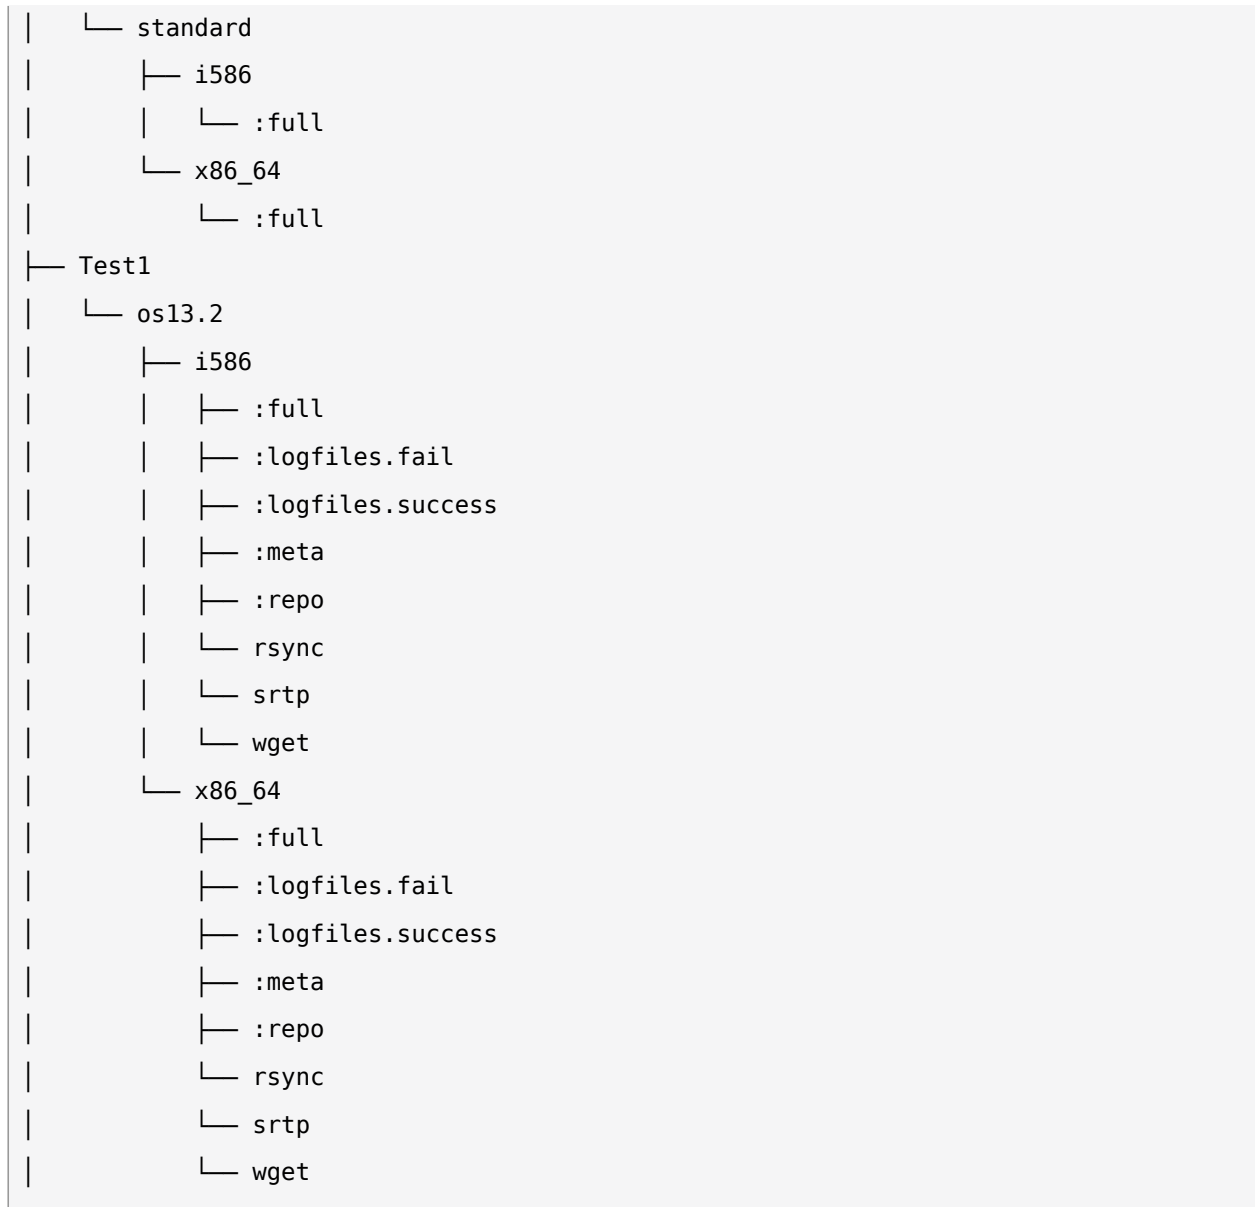 │   └── standard
│       ├── i586
│       │   └── :full
│       └── x86_64
│           └── :full
├── Test1
│   └── os13.2
│       ├── i586
│       │   ├── :full
│       │   ├── :logfiles.fail
│       │   ├── :logfiles.success
│       │   ├── :meta
│       │   ├── :repo
│       │   └── rsync
│       │   └── srtp
│       │   └── wget
│       └── x86_64
│           ├── :full
│           ├── :logfiles.fail
│           ├── :logfiles.success
│           ├── :meta
│           ├── :repo
│           └── rsync
│           └── srtp
│           └── wget